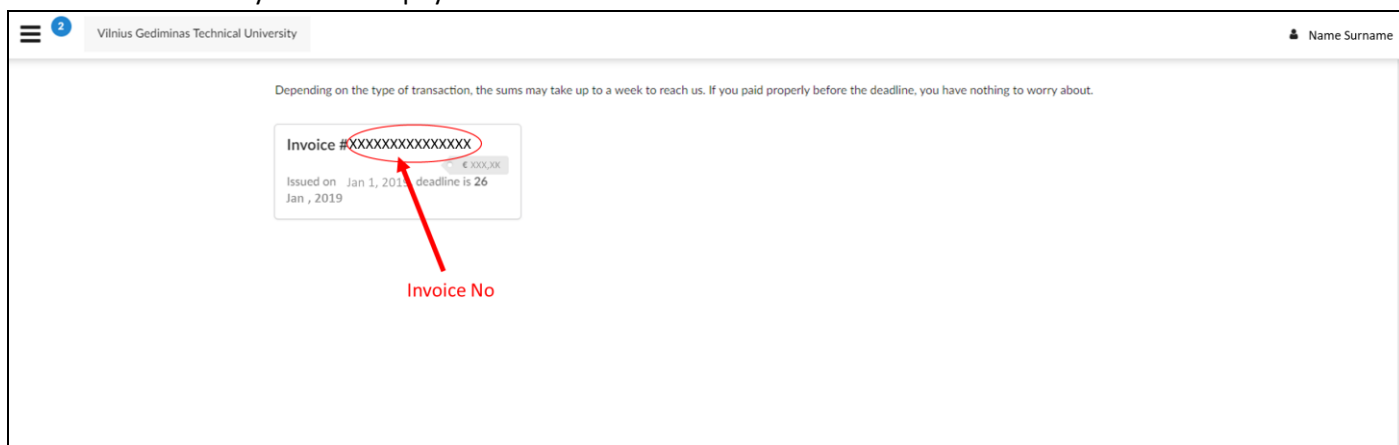 2
Vilnius Gediminas Technical University
Name Surname
Depending on the type of transaction, the sums may take up to a week to reach us. If you paid properly before the deadline, you have nothing to worry about.
Invoice #XXXXXXXXXXXXXXX
€ XXX,XX
Issued on Jan 1, 2019 deadline is 26
Jan , 2019
Invoice No